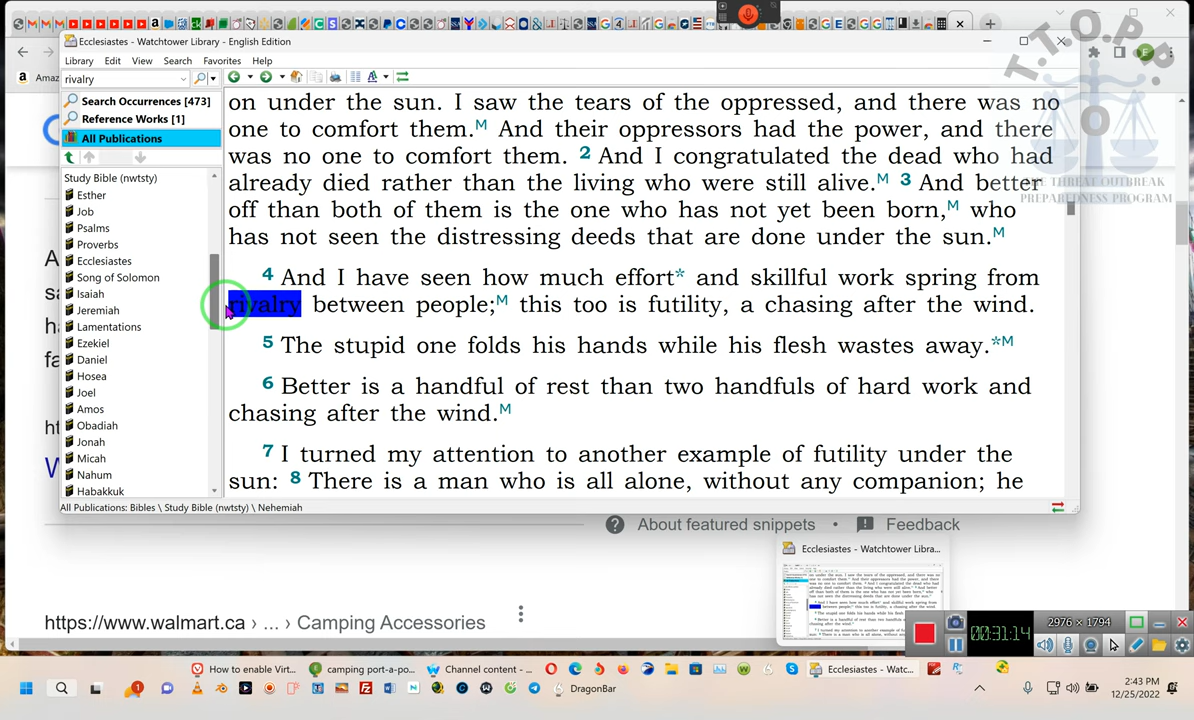 Ecclesiastes - Watchtower Library - English Edition
Library Edit View Search Favorites Help
Amaz
rivalry
Search Occurrences [473]
Reference Works [1]
All Publications
Study Bible (nwtsty)
Esther
Job
Psalms
Proverbs
Ecclesiastes
Song of Solomon
Isaiah
Jeremiah
Lamentations
Ezekiel
Daniel
Hosea
Joel
Amos
Obadiah
Jonah
Micah
Nahum
Habakkuk
on under the sun. I saw the tears of the oppressed, and there was no
one to comfort them.M And their oppressors had the power, and there
was no one to comfort them. 2 And I congratulated the dead who had
already died rather than the living who were still alive.M 3 And better
off than both of them is the one who has not yet been born,M who
has not seen the distressing deeds that are done under the sun.M
4 And I have seen how much effort* and skillful work spring from
rivalry between people;M this too is futility, a chasing after the wind.
5 The stupid one folds his hands while his flesh wastes away.*M
6 Better is a handful of rest than two handfuls of hard work and
chasing after the wind.M
7 I turned my attention to another example of futility under the
sun: 8 There is a man who is all alone, without any companion; he
All Publications: Bibles \ Study Bible (nwtsty) \ Nehemiah
T.T.O.P.P.
O
THE THREAT OUTBREAK
PREPAREDNESS PROGRAM
About featured snippets • Feedback
Ecclesiastes - Watchtower Libra...
https://www.walmart.ca › ... › Camping Accessories
2976 × 1794
00:31:14
How to enable Virt...
camping port-a-po...
Channel content - ...
Ecclesiastes - Watc...
DragonBar
2:43 PM
12/25/2022